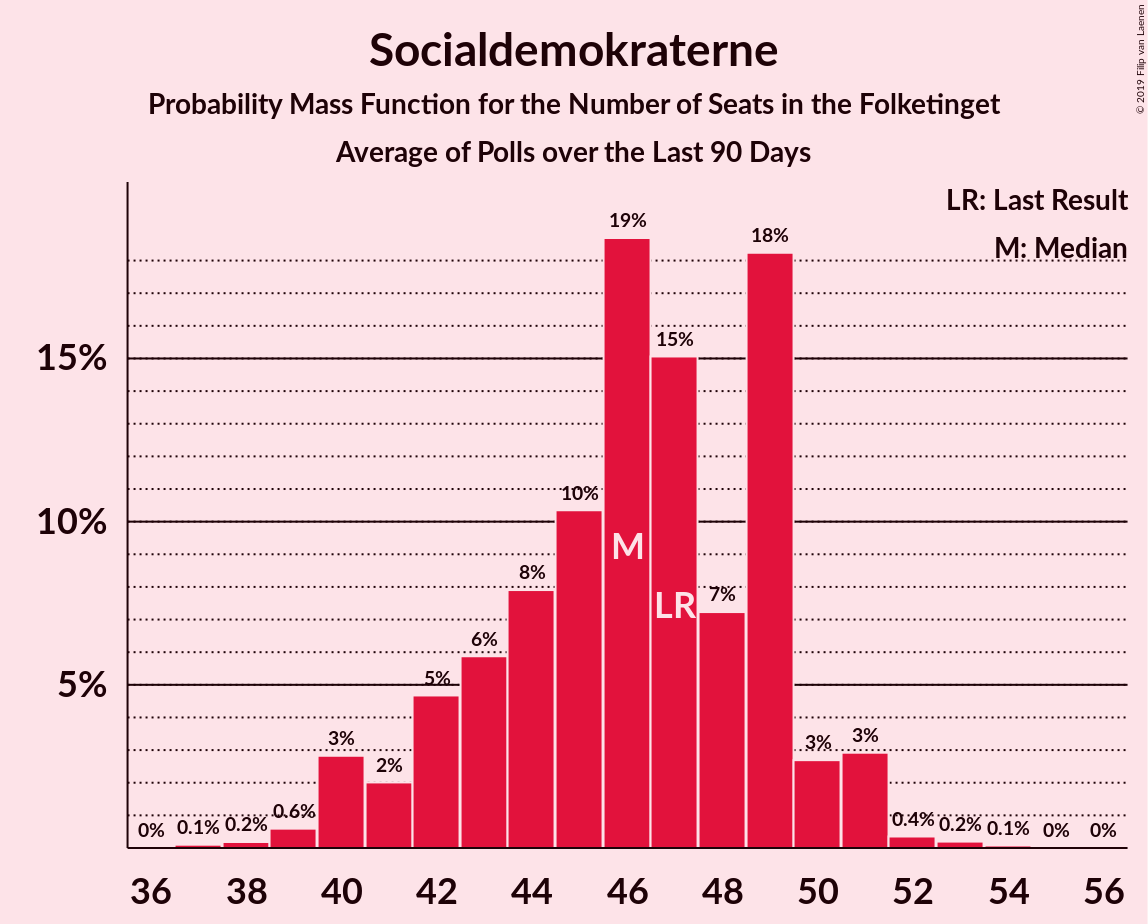 Socialdemokraterne
Probability Mass Function for the Number of Seats in the Folketinget
Average of Polls over the Last 90 Days
© 2019 Filip van Laenen
LR: Last Result
M: Median
15%
10%
5%
0%
0.1%
0.2%
0.6%
3%
2%
5%
6%
8%
10%
19%
15%
7%
18%
3%
3%
0.4%
0.2%
0.1%
0%
0%
M
LR
36 38 40 42 44 46 48 50 52 54 56